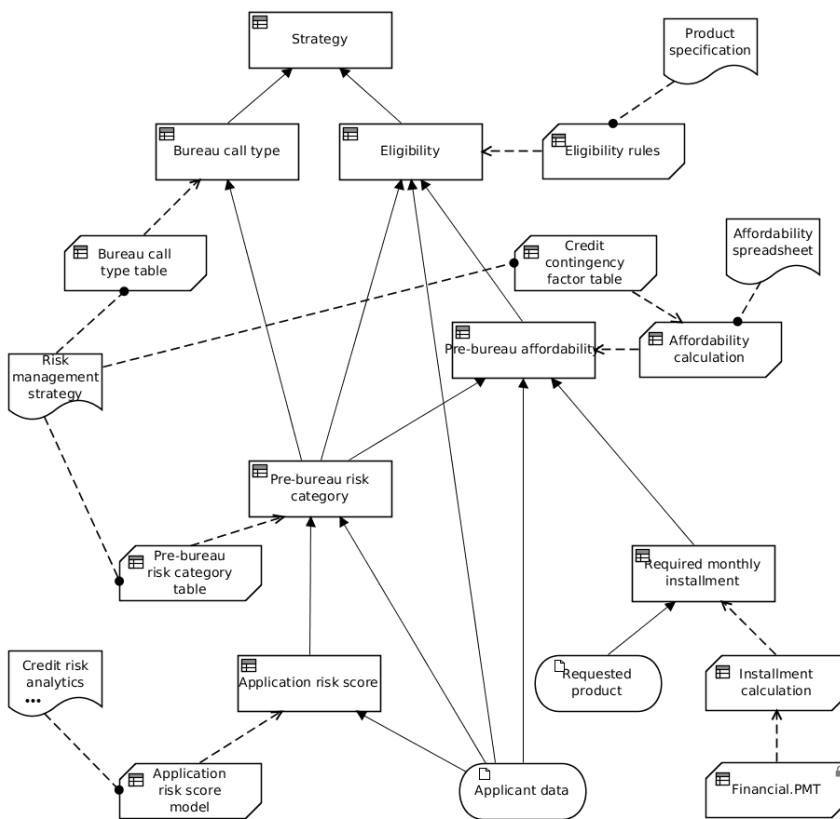 Strategy
Product
specification
Bureau call type
Eligibility
Eligibility rules
Bureau call
type table
Credit
contingency
factor table
Affordability
spreadsheet
Risk
management
strategy
Pre-bureau affordability
Affordability
calculation
Pre-bureau risk
category
Pre-bureau
risk category
table
Required monthly
installment
Credit risk
analytics
Application risk score
Requested
product
Installment
calculation
Application
risk score
model
Applicant data
Financial.PMT